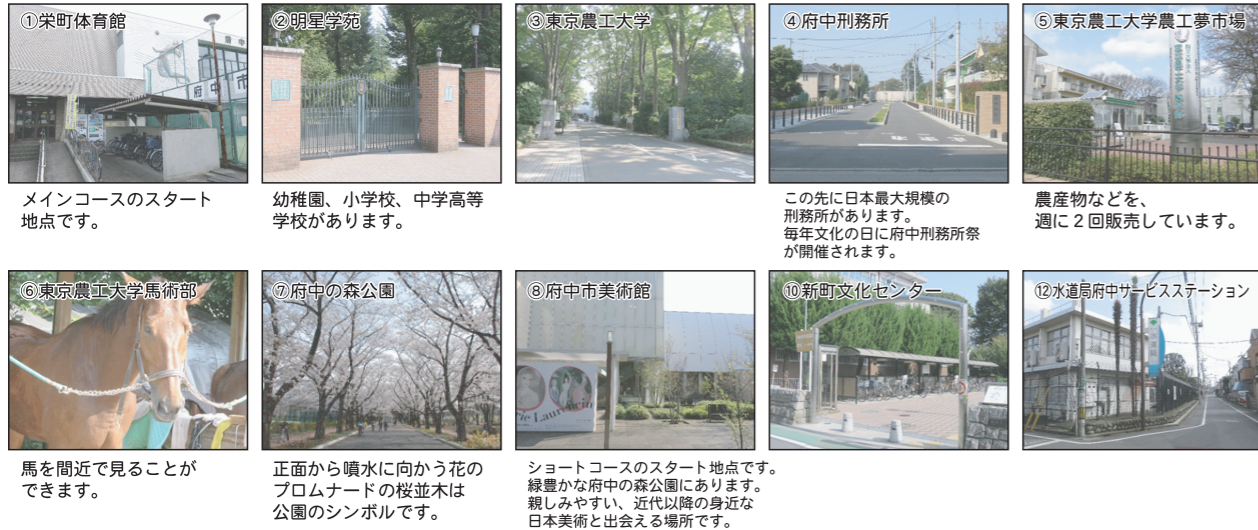 ①栄町体育館
府中市
メインコースのスタート
地点です。
②明星学苑
幼稚園、小学校、中学高等
学校があります。
③東京農工大学
④府中刑務所
この先に日本最大規模の
刑務所があります。
毎年文化の日に府中刑務所祭
が開催されます。
⑤東京農工大学農工夢市場
農産物などを、
週に２回販売しています。
⑥東京農工大学馬術部
馬を間近で見ることが
できます。
⑦府中の森公園
正面から噴水に向かう花の
プロムナードの桜並木は
公園のシンボルです。
⑧府中市美術館
rie Laurencin
ショートコースのスタート地点です。
緑豊かな府中の森公園にあります。
親しみやすい、近代以降の身近な
日本美術と出会える場所です。
⑩新町文化センター
⑫水道局府中サービスステーション